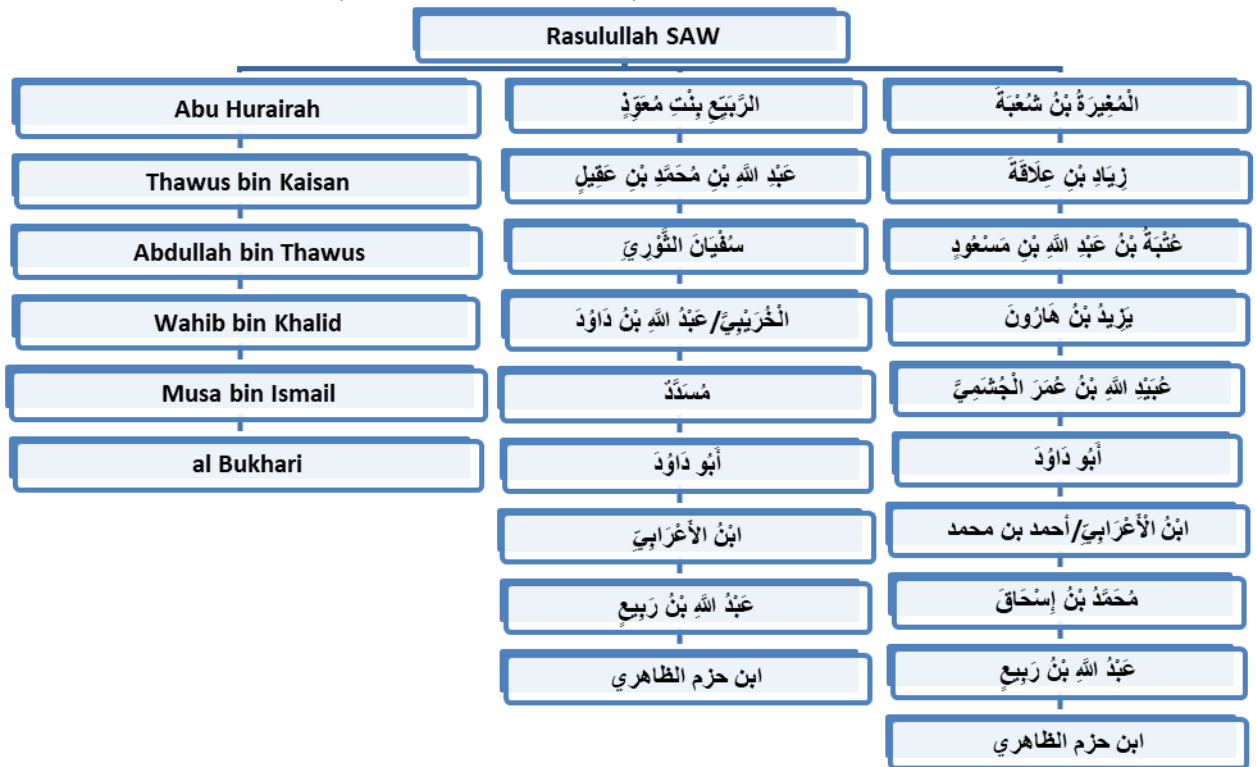 Rasulullah SAW
Abu Hurairah
Thawus bin Kaisan
Abdullah bin Thawus
Wahib bin Khalid
Musa bin Ismail
al Bukhari
الرَّبَيِّعِ بِنْتِ مُعَوِّذٍ
عَبْدِ اللَّهِ بْنِ مُحَمَّدِ بْنِ عَقِيلٍ
سُفْيَانَ الثَّوْرِيِّ
الْخُرَيْبِيَّ/عَبْدُ اللَّهِ بْنُ دَاوُدَ
مُسَدَّدٌ
أَبُو دَاوُدَ
ابْنُ الأَعْرَابِيِّ
عَبْدُ اللَّهِ بْنُ رَبِيعٍ
ابن حزم الظاهري
الْمُغِيرَةُ بْنُ شُعْبَةَ
زِيَادِ بْنِ عِلَاقَةَ
عُتْبَةُ بْنُ عَبْدِ اللَّهِ بْنِ مَسْعُودٍ
يَزِيدُ بْنُ هَارُونَ
عُبَيْدِ اللَّهِ بْنُ عُمَرَ الْجُشَمِيَّ
أَبُو دَاوُدَ
ابْنُ الْأَعْرَابِيِّ/أحمد بن محمد
مُحَمَّدُ بْنُ إِسْحَاقَ
عَبْدُ اللَّهِ بْنُ رَبِيعٍ
ابن حزم الظاهري